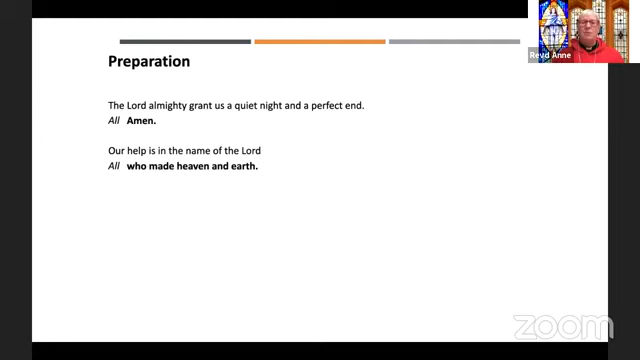 Preparation
The Lord almighty grant us a quiet night and a perfect end.
All Amen.
Our help is in the name of the Lord
All who made heaven and earth.
Revd Anne
zoom